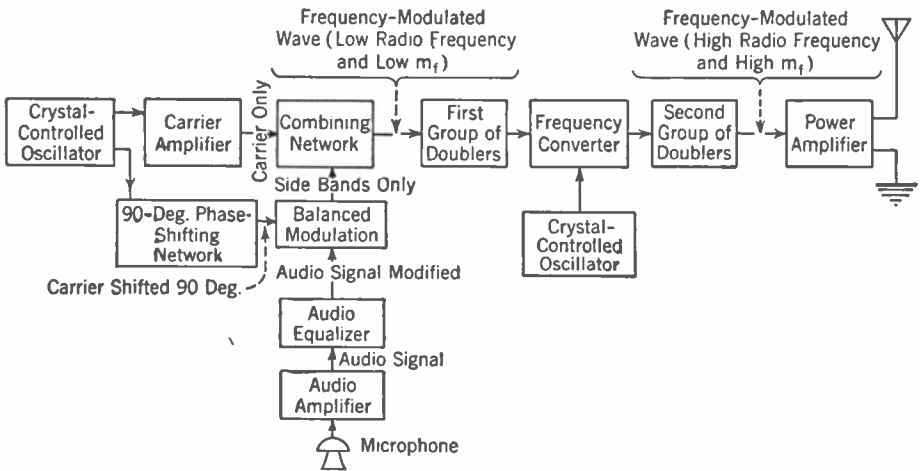 Frequency-Modulated
Wave (Low Radio Frequency
and Low mf)
Frequency-Modulated
Wave (High Radio Frequency
and High mf)
Crystal-
Controlled
Oscillator
Carrier
Amplifier
Carrier Only
Combining
Network
First
Group of
Doublers
Frequency
Converter
Second
Group of
Doublers
Power
Amplifier
Side Bands Only
90-Deg. Phase-
Shifting
Network
Balanced
Modulation
Crystal-
Controlled
Oscillator
Carrier Shifted 90 Deg.
Audio Signal Modified
Audio
Equalizer
Audio Signal
Audio
Amplifier
Microphone